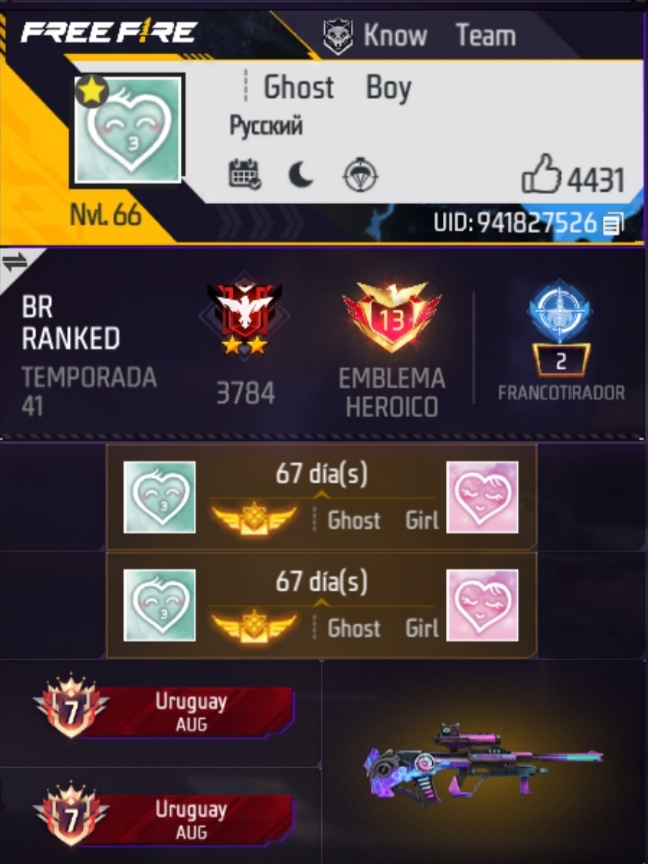 FREE FIRE
Know Team
Ghost Boy
Русский
4431
Nvl. 66
UID: 941827526
BR
RANKED
TEMPORADA
41
3784
13
EMBLEMA
HEROICO
2
FRANCOTIRADOR
67 día(s)
3
Ghost Girl
67 día(s)
3
Ghost Girl
7
Uruguay
AUG
7
Uruguay
AUG